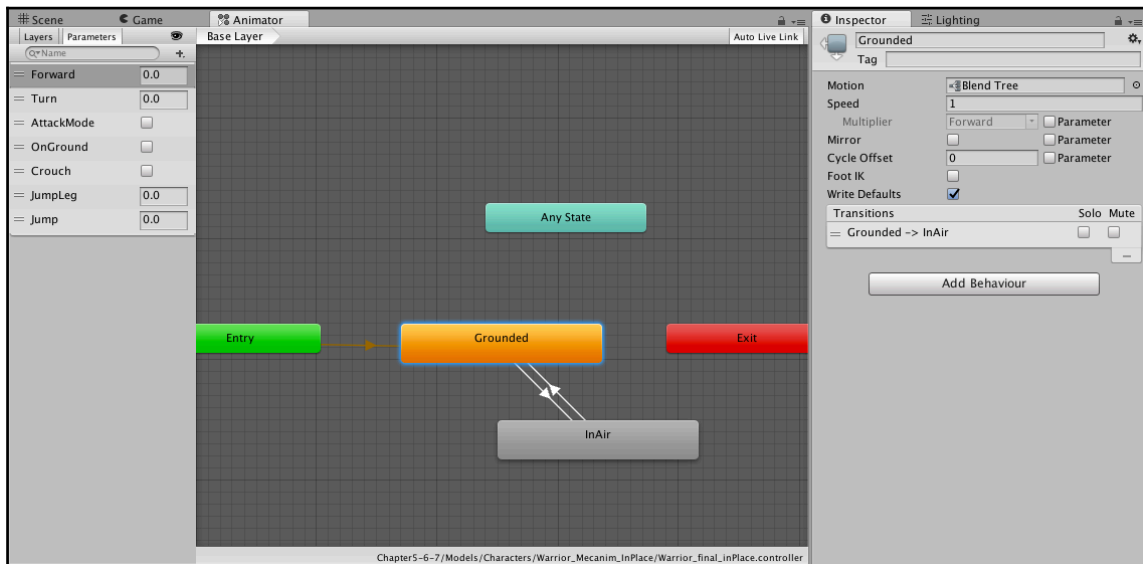 Scene
Game
Animator
Layers
Parameters
Base Layer
Auto Live Link
Name
Forward 0.0
Turn 0.0
AttackMode
OnGround
Crouch
JumpLeg 0.0
Jump 0.0
Any State
Entry
Grounded
Exit
InAir
Chapter5-6-7/Models/Characters/Warrior_Mecanim_InPlace/Warrior_final_inPlace.controller
Inspector
Lighting
Grounded
Tag
Motion Blend Tree
Speed 1
Multiplier Forward Parameter
Mirror Parameter
Cycle Offset 0 Parameter
Foot IK
Write Defaults
Transitions Solo Mute
Grounded -> InAir
Add Behaviour